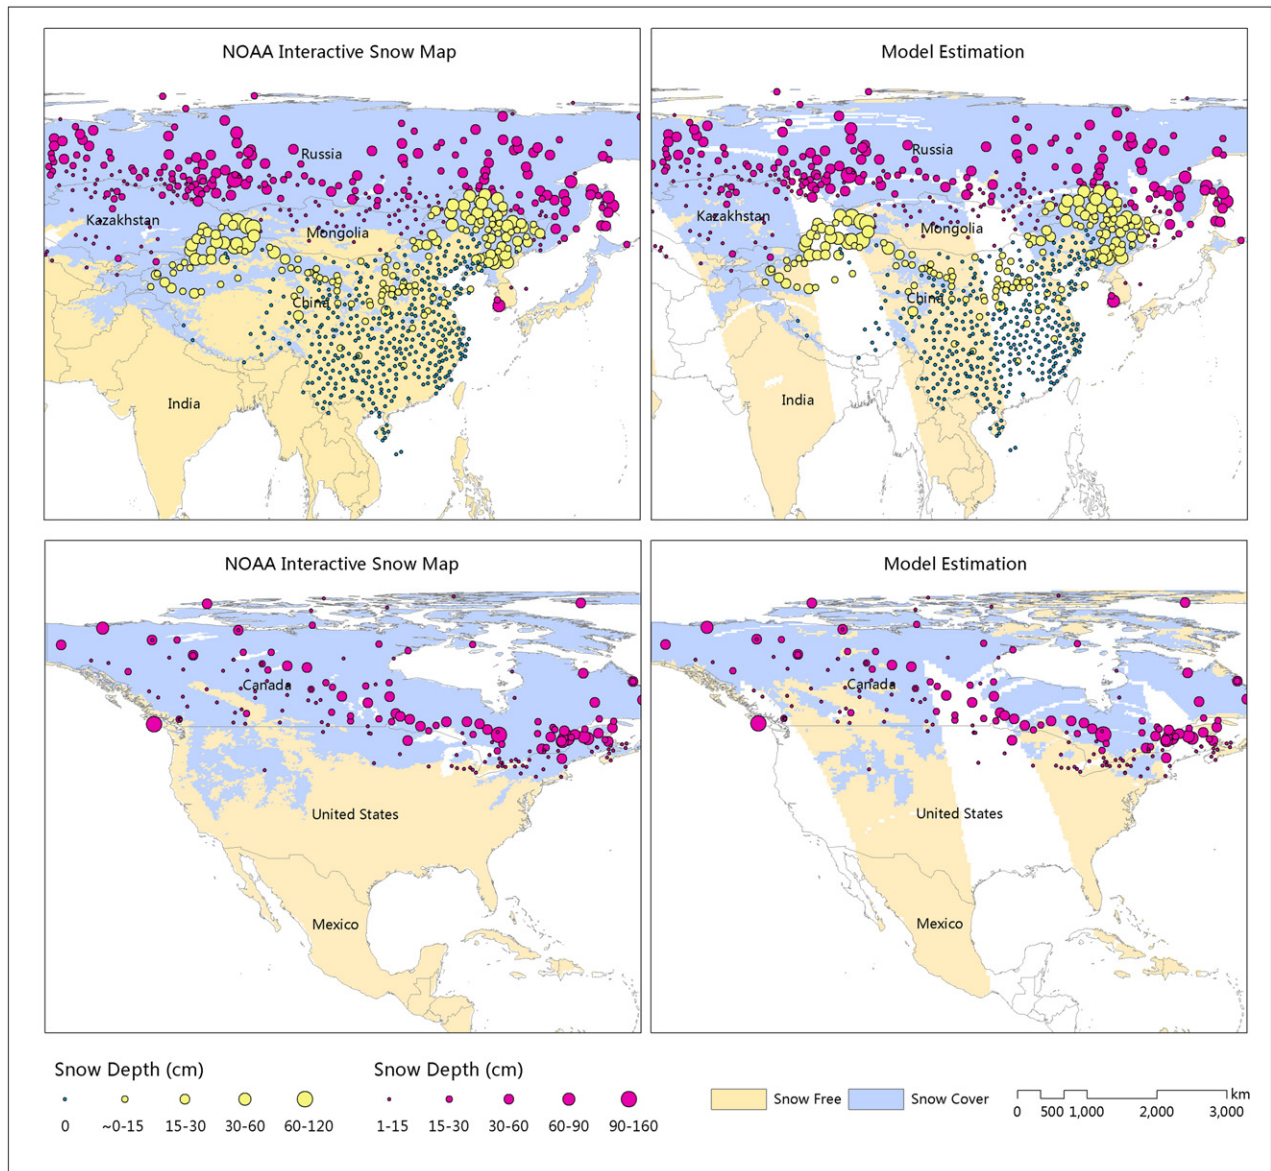 NOAA Interactive Snow Map
Model Estimation
Russia
Kazakhstan
Mongolia
China
India
Russia
Kazakhstan
Mongolia
China
India
NOAA Interactive Snow Map
Model Estimation
Canada
United States
Mexico
Canada
United States
Mexico
Snow Depth (cm)
0 ~0-15 15-30 30-60 60-120
Snow Depth (cm)
1-15 15-30 30-60 60-90 90-160
Snow Free
Snow Cover
km
0 500 1,000 2,000 3,000